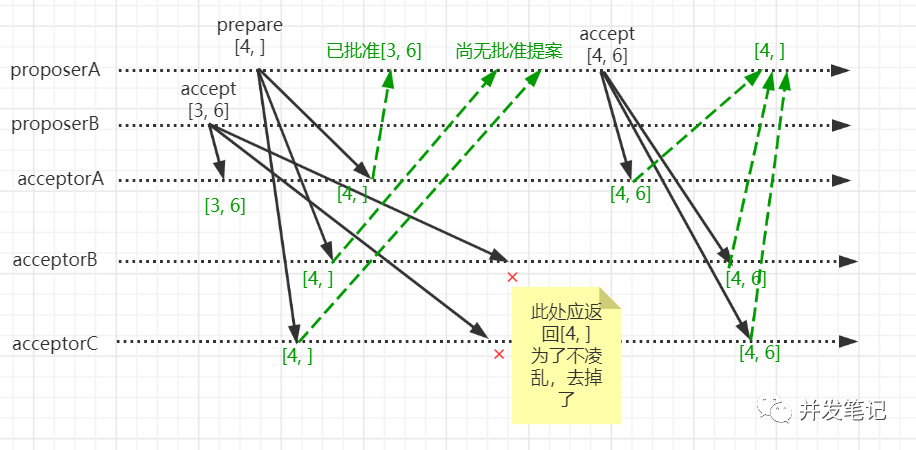 prepare
[4, ]
已批准[3, 6]
尚无批准提案
accept
[4, 6]
[4, ]
proposerA
accept
[3, 6]
proposerB
acceptorA
[3, 6]
[4, ]
[4, 6]
acceptorB
[4, ]
×
[4, 6]
此处应返
回[4, ]
为了不凌
乱，去掉
了
acceptorC
[4, ]
×
[4, 6]
并发笔记